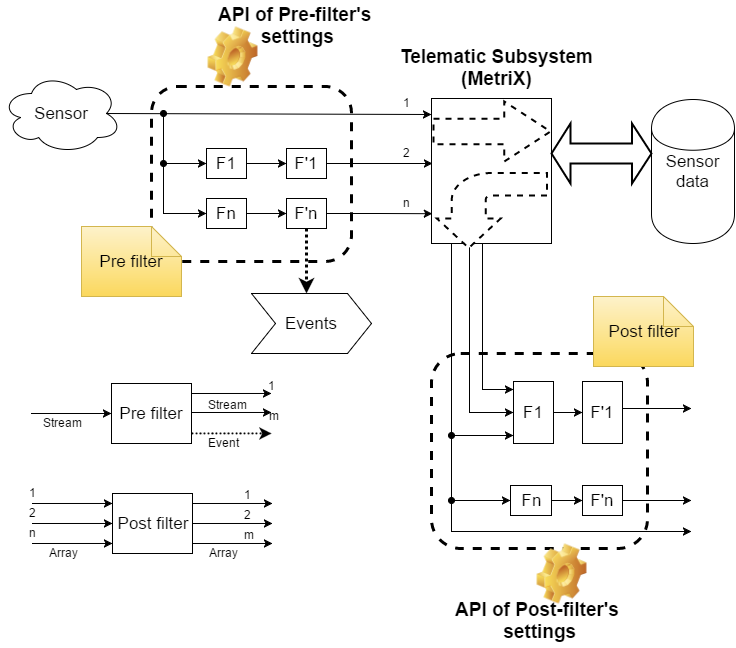 API of Pre-filter's
settings
Telematic Subsystem
(MetriX)
Sensor
1
F1
F'1
2
Fn
F'n
n
Sensor
data
Pre filter
Events
Post filter
Stream
Pre filter
1
Stream
m
Event
F1
F'1
Fn
F'n
1
2
n
Array
Post filter
1
2
m
Array
API of Post-filter's
settings